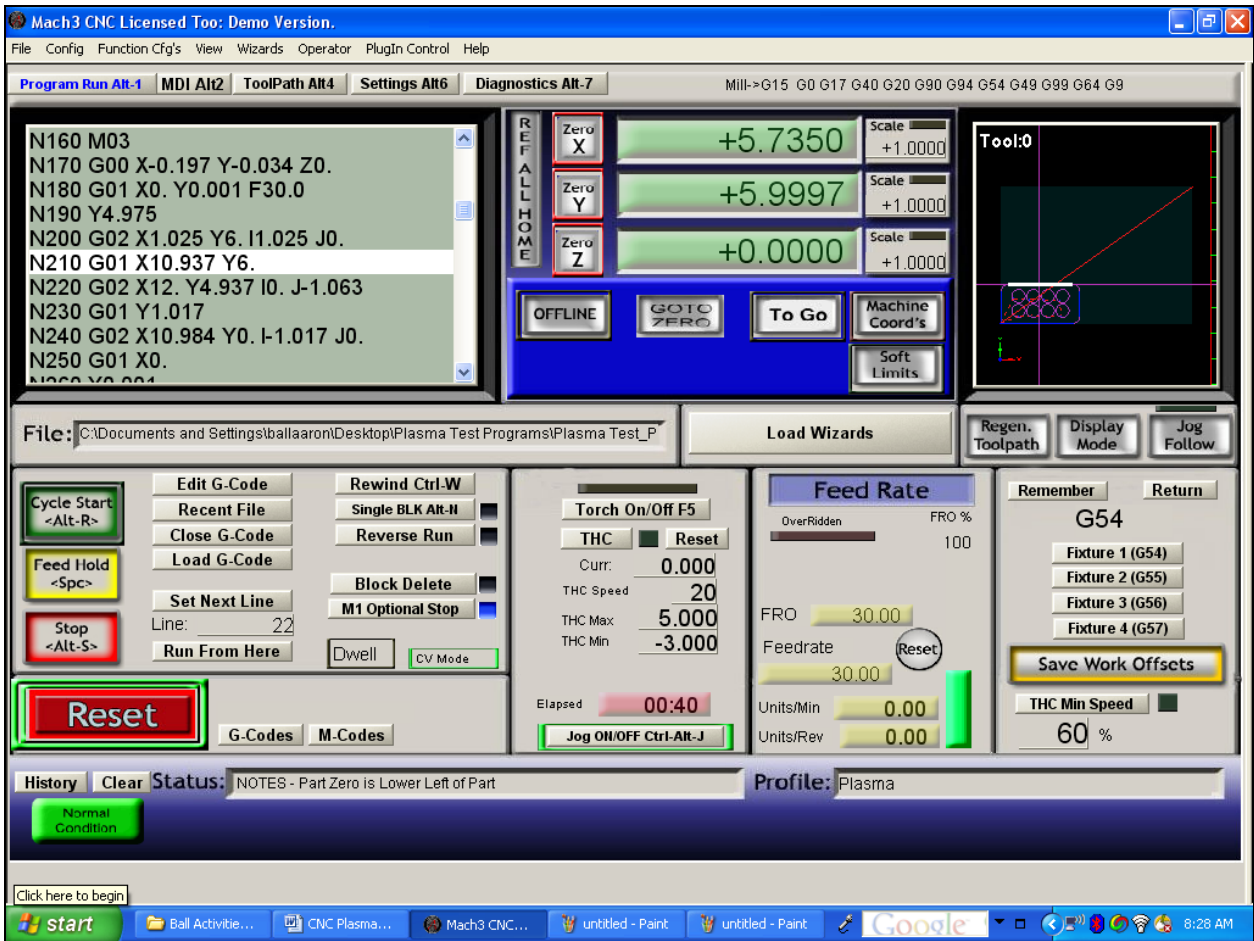 Mach3 CNC Licensed Too: Demo Version.
File Config Function Cfg's View Wizards Operator PlugIn Control Help
Program Run Alt-1 MDI Alt2 ToolPath Alt4 Settings Alt6 Diagnostics Alt-7
Mill->G15 G0 G17 G40 G20 G90 G94 G54 G49 G99 G64 G9
N160 M03
N170 G00 X-0.197 Y-0.034 Z0.
N180 G01 X0. Y0.001 F30.0
N190 Y4.975
N200 G02 X1.025 Y6. I1.025 J0.
N210 G01 X10.937 Y6.
N220 G02 X12. Y4.937 I0. J-1.063
N230 G01 Y1.017
N240 G02 X10.984 Y0. I-1.017 J0.
N250 G01 X0.
N260 Y0.001
REF ALL HOME
Zero X +5.7350 Scale +1.0000
Zero Y +5.9997 Scale +1.0000
Zero Z +0.0000 Scale +1.0000
OFFLINE
GOTO ZERO
To Go
Machine Coord's
Soft Limits
Tool:0
File: C:\Documents and Settings\ballaaron\Desktop\Plasma Test Programs\Plasma Test_P
Load Wizards
Regen. Toolpath
Display Mode
Jog Follow
Cycle Start
<Alt-R>
Feed Hold
<Spc>
Stop
<Alt-S>
Edit G-Code
Recent File
Close G-Code
Load G-Code
Set Next Line
Line: 22
Run From Here
Rewind Ctrl-W
Single BLK Alt-N
Reverse Run
Block Delete
M1 Optional Stop
Dwell
CV Mode
Reset
G-Codes
M-Codes
Torch On/Off F5
THC
Reset
Curr: 0.000
THC Speed 20
THC Max 5.000
THC Min -3.000
Elapsed 00:40
Jog ON/OFF Ctrl-Alt-J
Feed Rate
OverRidden
FRO %
100
FRO 30.00
Feedrate
Reset
30.00
Units/Min 0.00
Units/Rev 0.00
Remember
Return
G54
Fixture 1 (G54)
Fixture 2 (G55)
Fixture 3 (G56)
Fixture 4 (G57)
Save Work Offsets
THC Min Speed
60 %
History
Clear
Status: NOTES - Part Zero is Lower Left of Part
Profile: Plasma
Normal Condition
Click here to begin
start
Ball Activitie...
CNC Plasma...
Mach3 CNC...
untitled - Paint
untitled - Paint
Google
8:28 AM